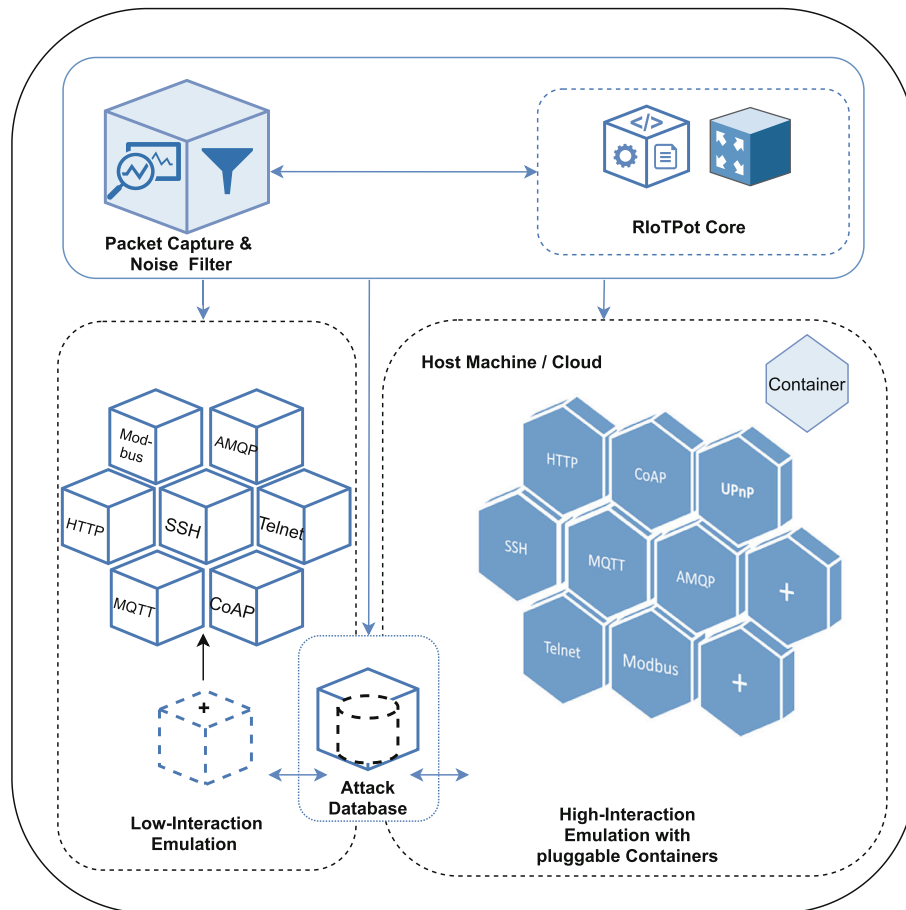 </>
Packet Capture &
Noise Filter
RIoTPot Core
Host Machine / Cloud
Container
Mod-
bus
AMQP
HTTP
SSH
Telnet
MQTT
CoAP
+
Low-Interaction
Emulation
Attack
Database
HTTP
CoAP
UPnP
SSH
MQTT
AMQP
+
Telnet
Modbus
+
High-Interaction
Emulation with
pluggable Containers